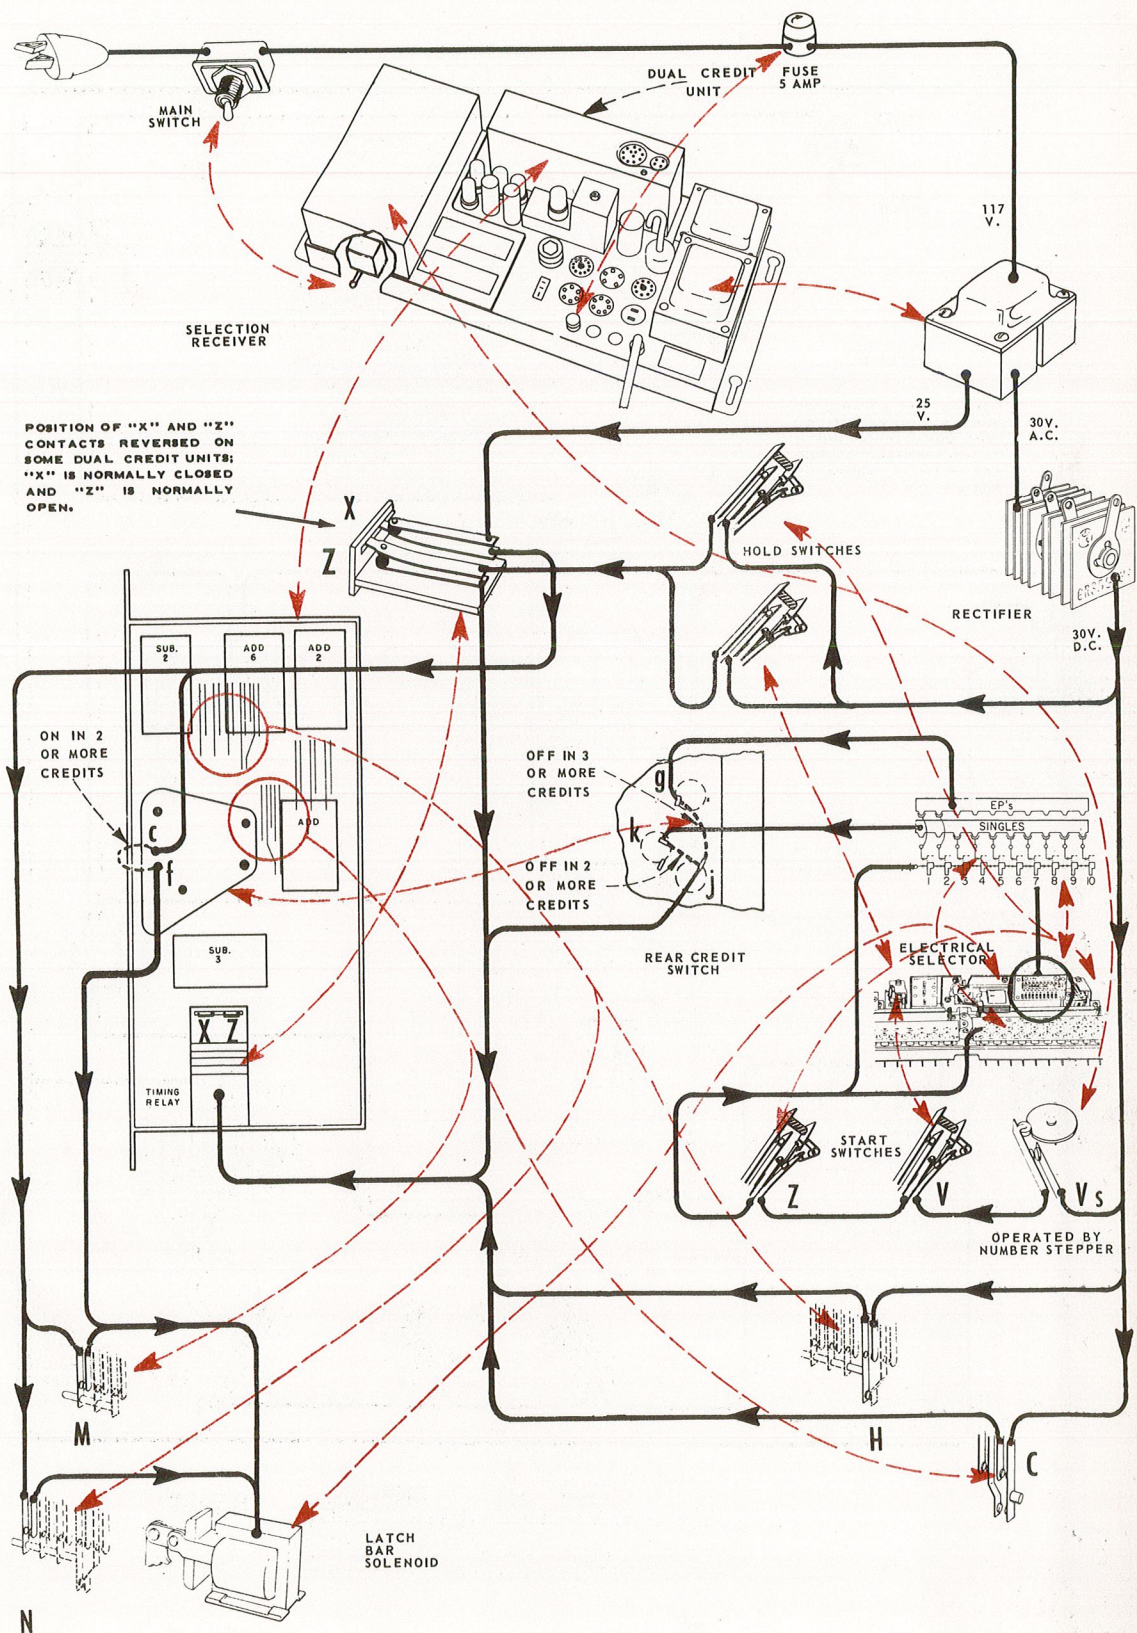 DUAL CREDIT
UNIT
FUSE
5 AMP
MAIN
SWITCH
117
V.
SELECTION
RECEIVER
25
V.
30V.
A.C.
POSITION OF "X" AND "Z"
CONTACTS REVERSED ON
SOME DUAL CREDIT UNITS;
"X" IS NORMALLY CLOSED
AND "Z" IS NORMALLY
OPEN.
X
Z
HOLD SWITCHES
RECTIFIER
30V.
D.C.
SUB.
2
ADD
6
ADD
2
ON IN 2
OR MORE
CREDITS
OFF IN 3
OR MORE
CREDITS
g
k
j
EP's
SINGLES
1 2 3 4 5 6 7 8 9 10
ADD
c
f
OFF IN 2
OR MORE
CREDITS
SUB.
3
REAR CREDIT
SWITCH
ELECTRICAL
SELECTOR
X Z
TIMING
RELAY
START
SWITCHES
Z
V
Vs
OPERATED BY
NUMBER STEPPER
M
H
C
LATCH
BAR
SOLENOID
N